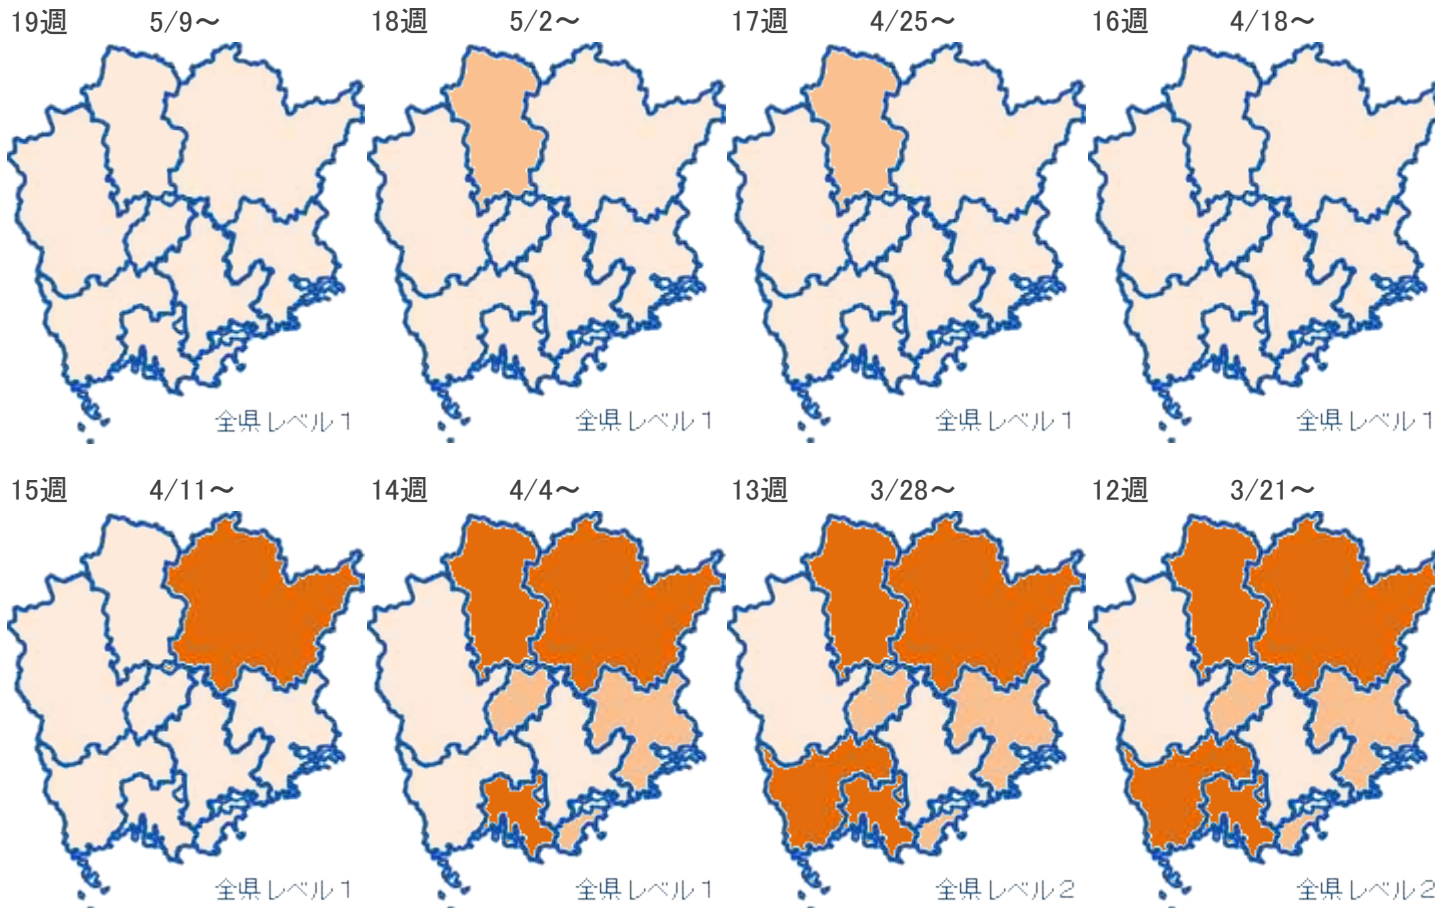 19週 5/9～
18週 5/2～
17週 4/25～
16週 4/18～
全県レベル１
全県レベル１
全県レベル１
全県レベル１
15週 4/11～
14週 4/4～
13週 3/28～
12週 3/21～
全県レベル１
全県レベル１
全県レベル２
全県レベル２